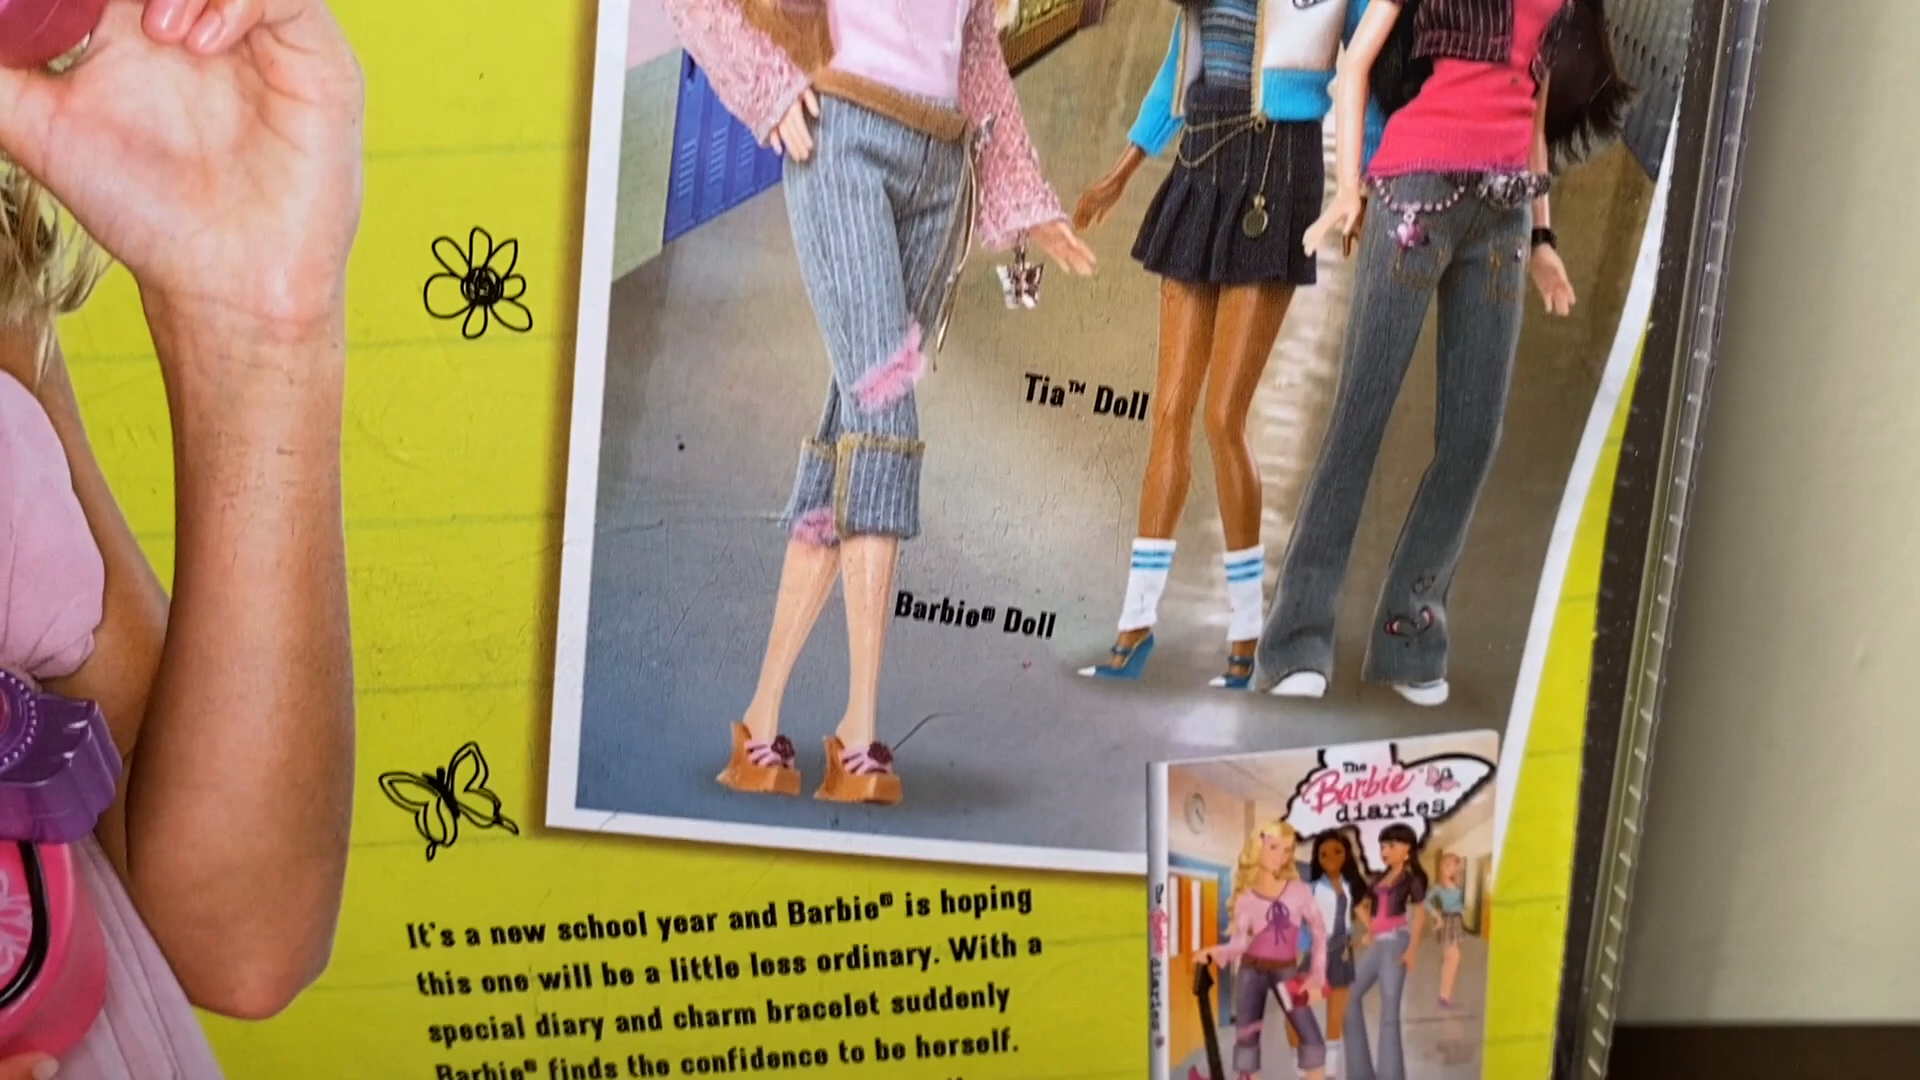 Tia™ Doll
Barbie® Doll
The
Barbie
diaries
It's a new school year and Barbie® is hoping
this one will be a little less ordinary. With a
special diary and charm bracelet suddenly
Barbie® finds the confidence to be herself.